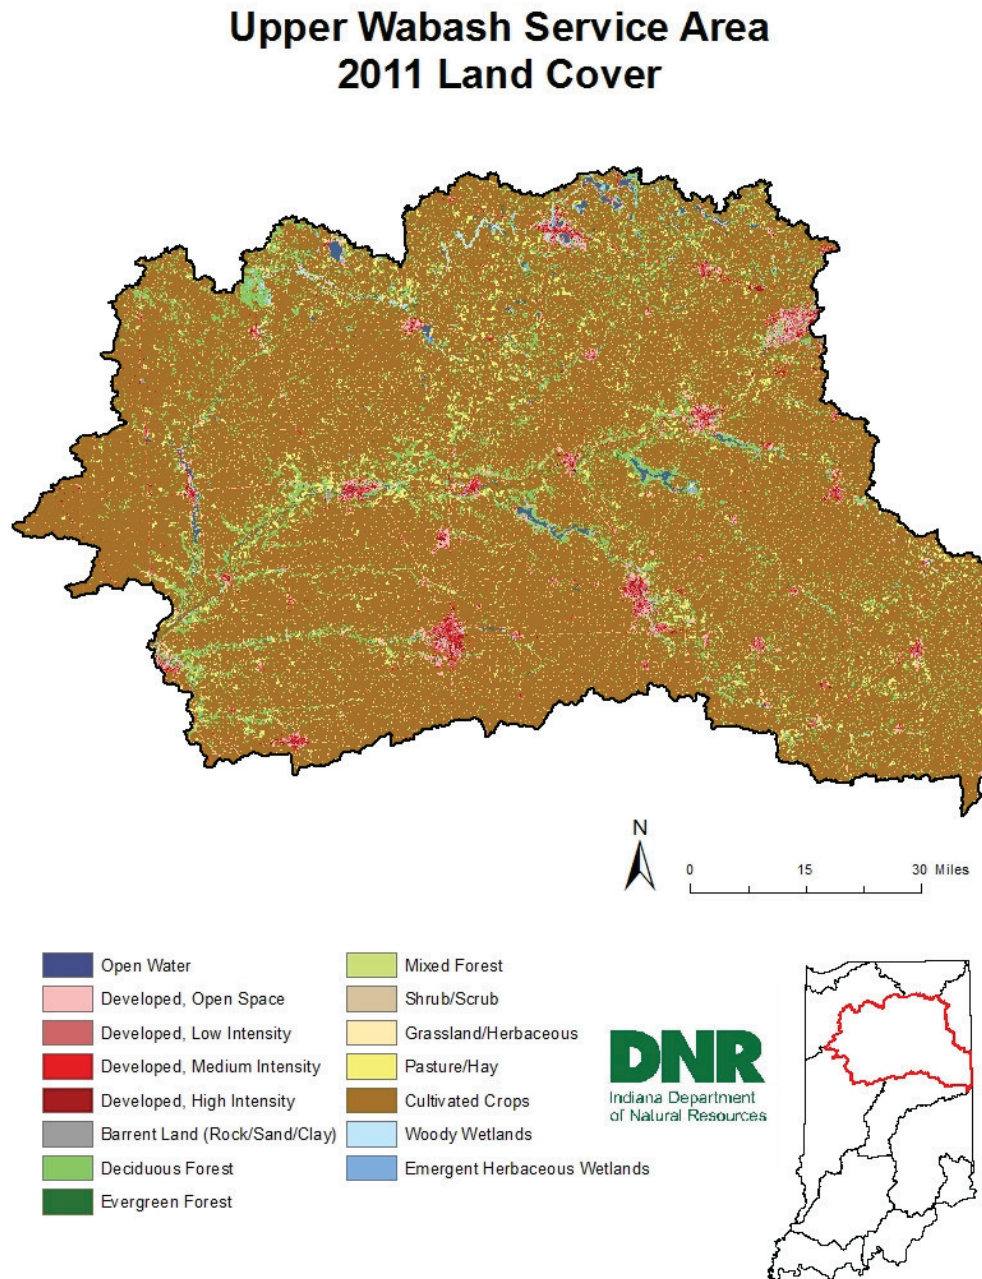 Upper Wabash Service Area
2011 Land Cover
N
0 15 30 Miles
Open Water
Developed, Open Space
Developed, Low Intensity
Developed, Medium Intensity
Developed, High Intensity
Barrent Land (Rock/Sand/Clay)
Deciduous Forest
Evergreen Forest
Mixed Forest
Shrub/Scrub
Grassland/Herbaceous
Pasture/Hay
Cultivated Crops
Woody Wetlands
Emergent Herbaceous Wetlands
DNR
Indiana Department
of Natural Resources